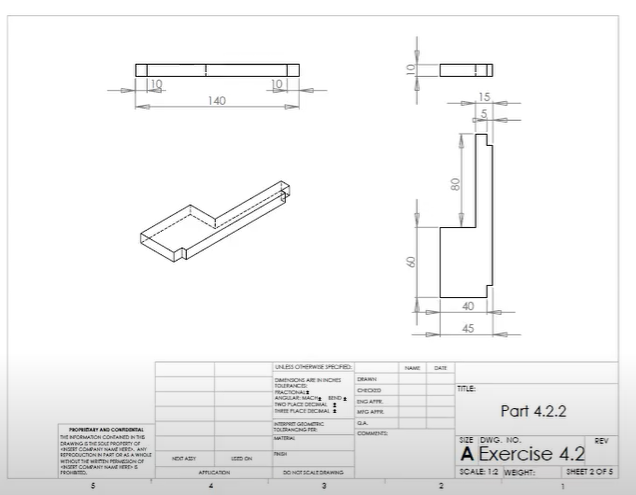 10
10
140
10
15
5
80
60
40
45
UNLESS OTHERWISE SPECIFIED:
NAME
DATE
DIMENSIONS ARE IN INCHES
TOLERANCES:
FRACTIONAL±
ANGULAR: MACH± BEND ±
TWO PLACE DECIMAL ±
THREE PLACE DECIMAL ±
DRAWN
CHECKED
ENG APPR.
MFG APPR.
INTERPRET GEOMETRIC
TOLERANCING PER:
Q.A.
COMMENTS:
MATERIAL
FINISH
NEXT ASSY
USED ON
APPLICATION
DO NOT SCALE DRAWING
TITLE:
Part 4.2.2
SIZE
DWG. NO.
REV
A Exercise 4.2
SCALE: 1:2
WEIGHT:
SHEET 2 OF 5
PROPRIETARY AND CONFIDENTIAL
THE INFORMATION CONTAINED IN THIS
DRAWING IS THE SOLE PROPERTY OF
<INSERT COMPANY NAME HERE>. ANY
REPRODUCTION IN PART OR AS A WHOLE
WITHOUT THE WRITTEN PERMISSION OF
<INSERT COMPANY NAME HERE> IS
PROHIBITED.
5
4
3
2
1